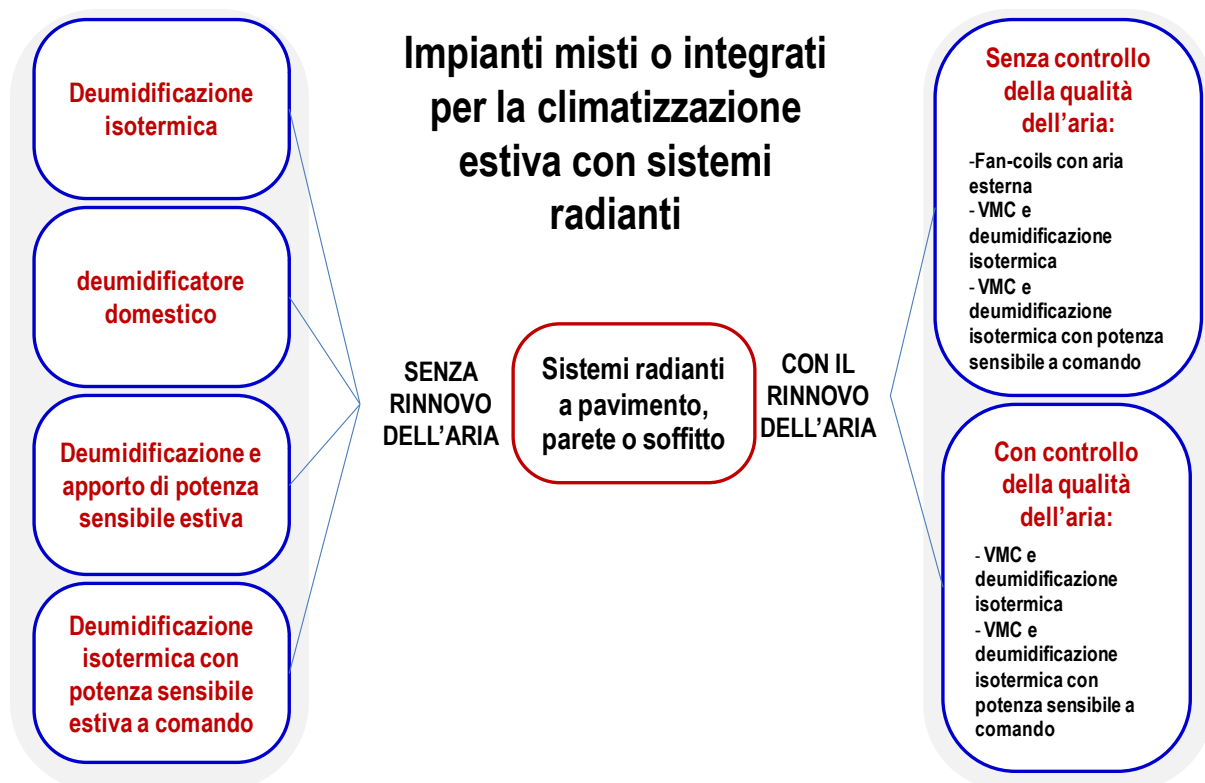 Impianti misti o integrati
per la climatizzazione
estiva con sistemi
radianti
Deumidificazione
isotermica
deumidificatore
domestico
Deumidificazione e
apporto di potenza
sensibile estiva
Deumidificazione
isotermica con
potenza sensibile
estiva a comando
SENZA
RINNOVO
DELL'ARIA
Sistemi radianti
a pavimento,
parete o soffitto
CON IL
RINNOVO
DELL'ARIA
Senza controllo
della qualità
dell'aria:
-Fan-coils con aria
esterna
- VMC e
deumidificazione
isotermica
- VMC e
deumidificazione
isotermica con potenza
sensibile a comando
Con controllo
della qualità
dell'aria:
- VMC e
deumidificazione
isotermica
- VMC e
deumidificazione
isotermica con
potenza sensibile a
comando